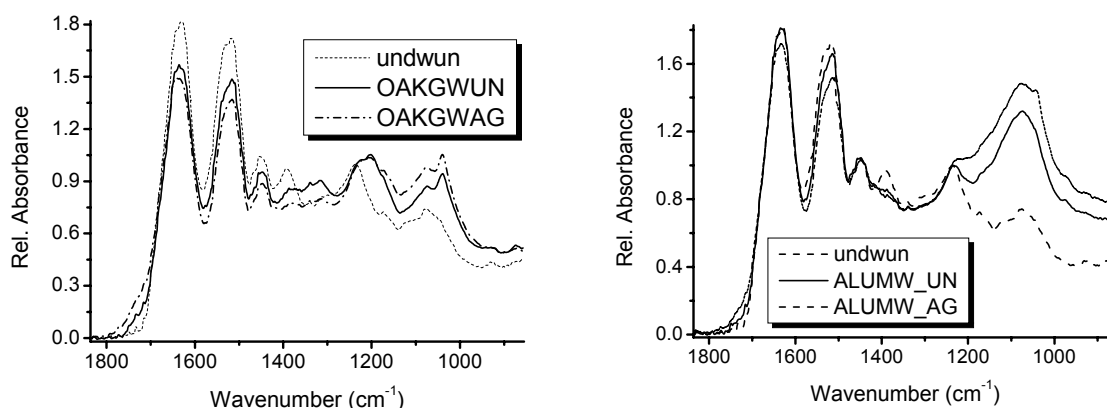 1.8
1.5
1.2
0.9
0.6
0.3
0.0
Rel. Absorbance
undwun
OAKGWUN
OAKGWAG
1800 1600 1400 1200 1000
Wavenumber (cm⁻¹)
1.6
1.2
0.8
0.4
0.0
Rel. Absorbance
undwun
ALUMW_UN
ALUMW_AG
1800 1600 1400 1200 1000
Wavenumber (cm⁻¹)